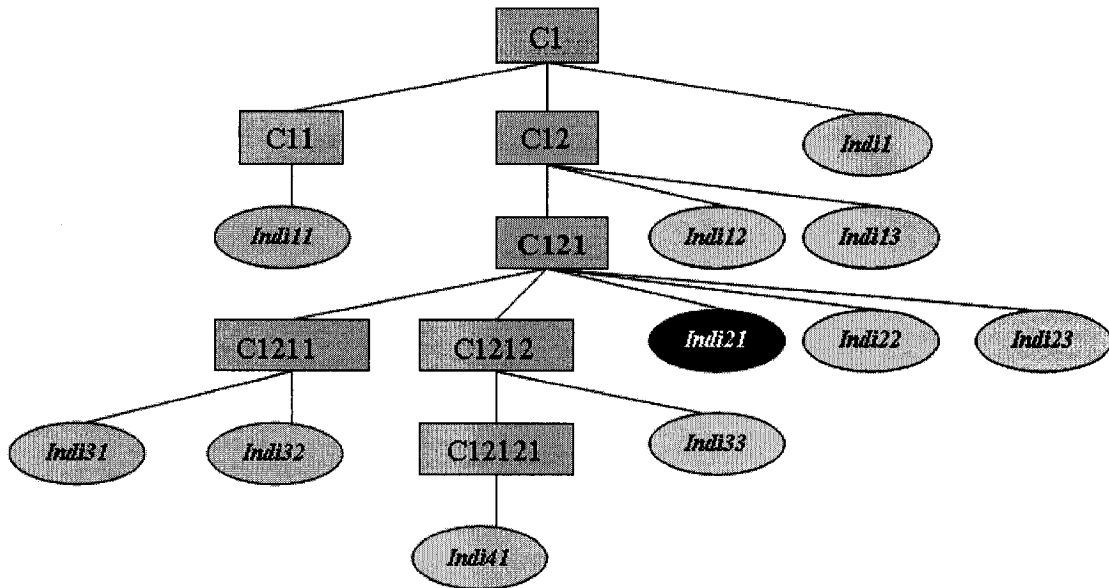 C1
C11
C12
Indi1
Indi11
C121
Indi12
Indi13
C1211
C1212
Indi21
Indi22
Indi23
Indi31
Indi32
C12121
Indi33
Indi41